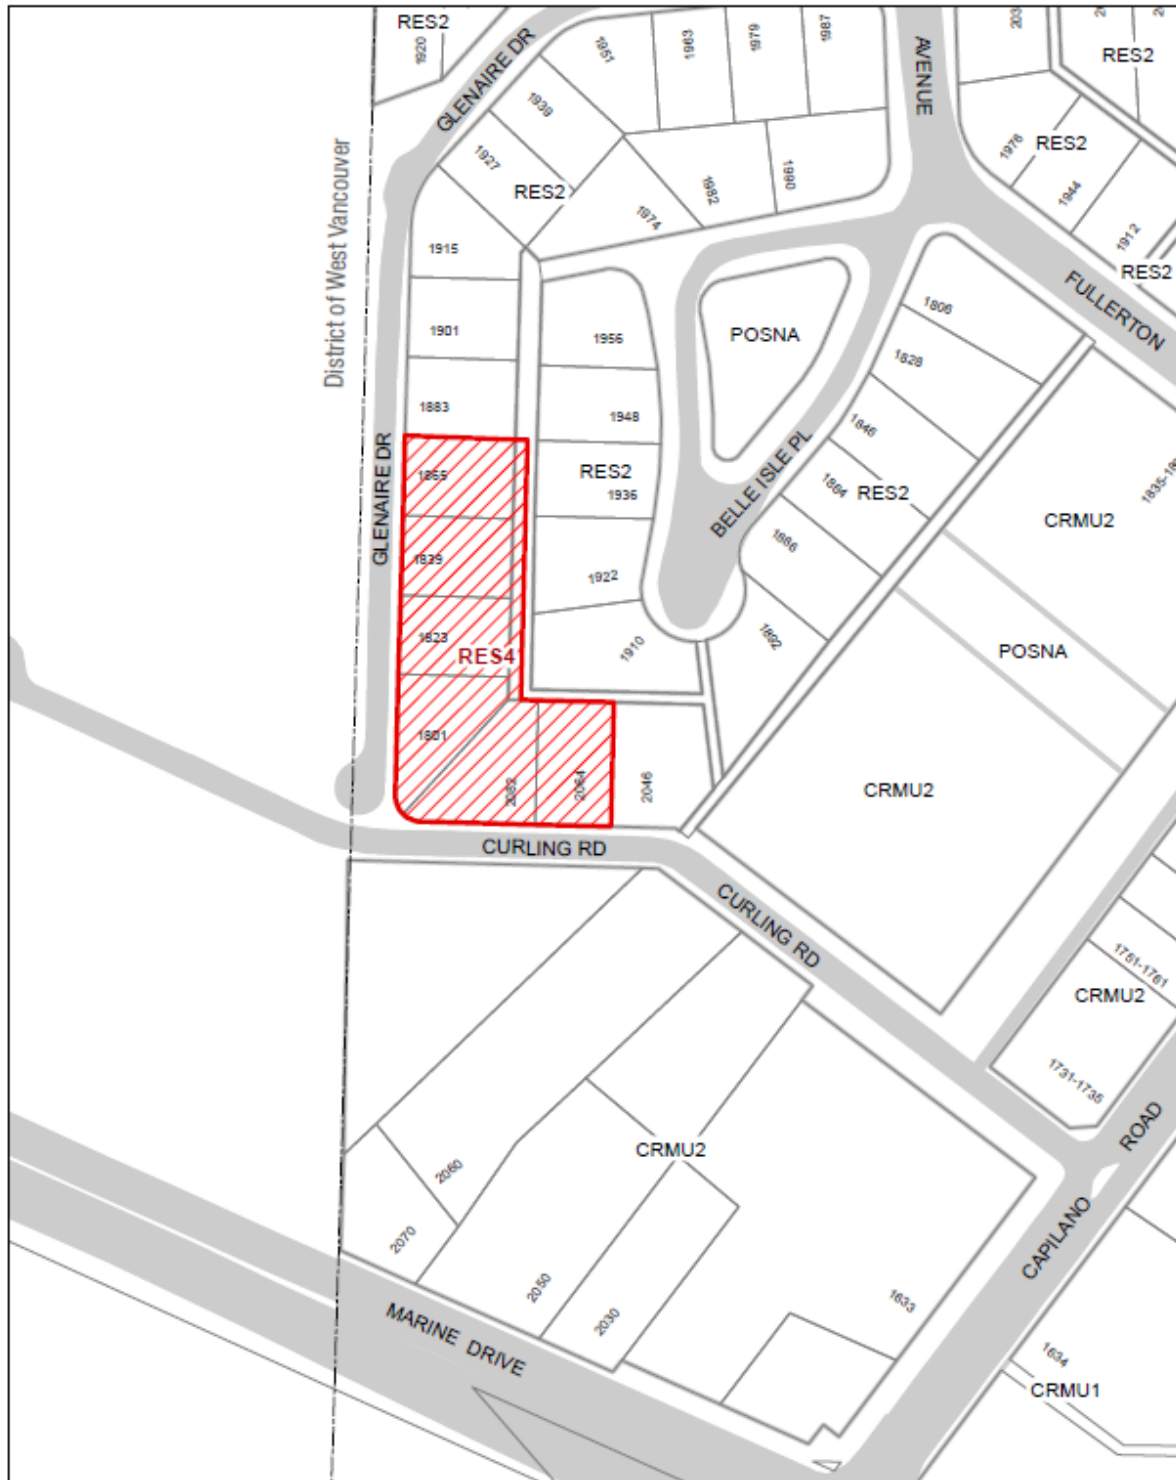 RES2
1920
GLENAIRE DR
1951
1963
1979
1987
AVENUE
RES2
1939
1927
RES2
1974
1982
1990
1976
RES2
1944
1912
RES2
FULLERTON
District of West Vancouver
1915
1901
1883
1956
1948
RES2
1936
1922
1910
POSNA
BELLE ISLE PL
1806
1828
1846
1864
RES2
1886
1892
CRMU2
POSNA
CRMU2
GLENAIRE DR
1865
1839
1823
RES4
1801
2082
2064
2046
CURLING RD
CURLING RD
1751-1761
CRMU2
1731-1735
ROAD
CAPILANO
CRMU2
2060
2070
2050
2030
1633
MARINE DRIVE
1634
CRMU1